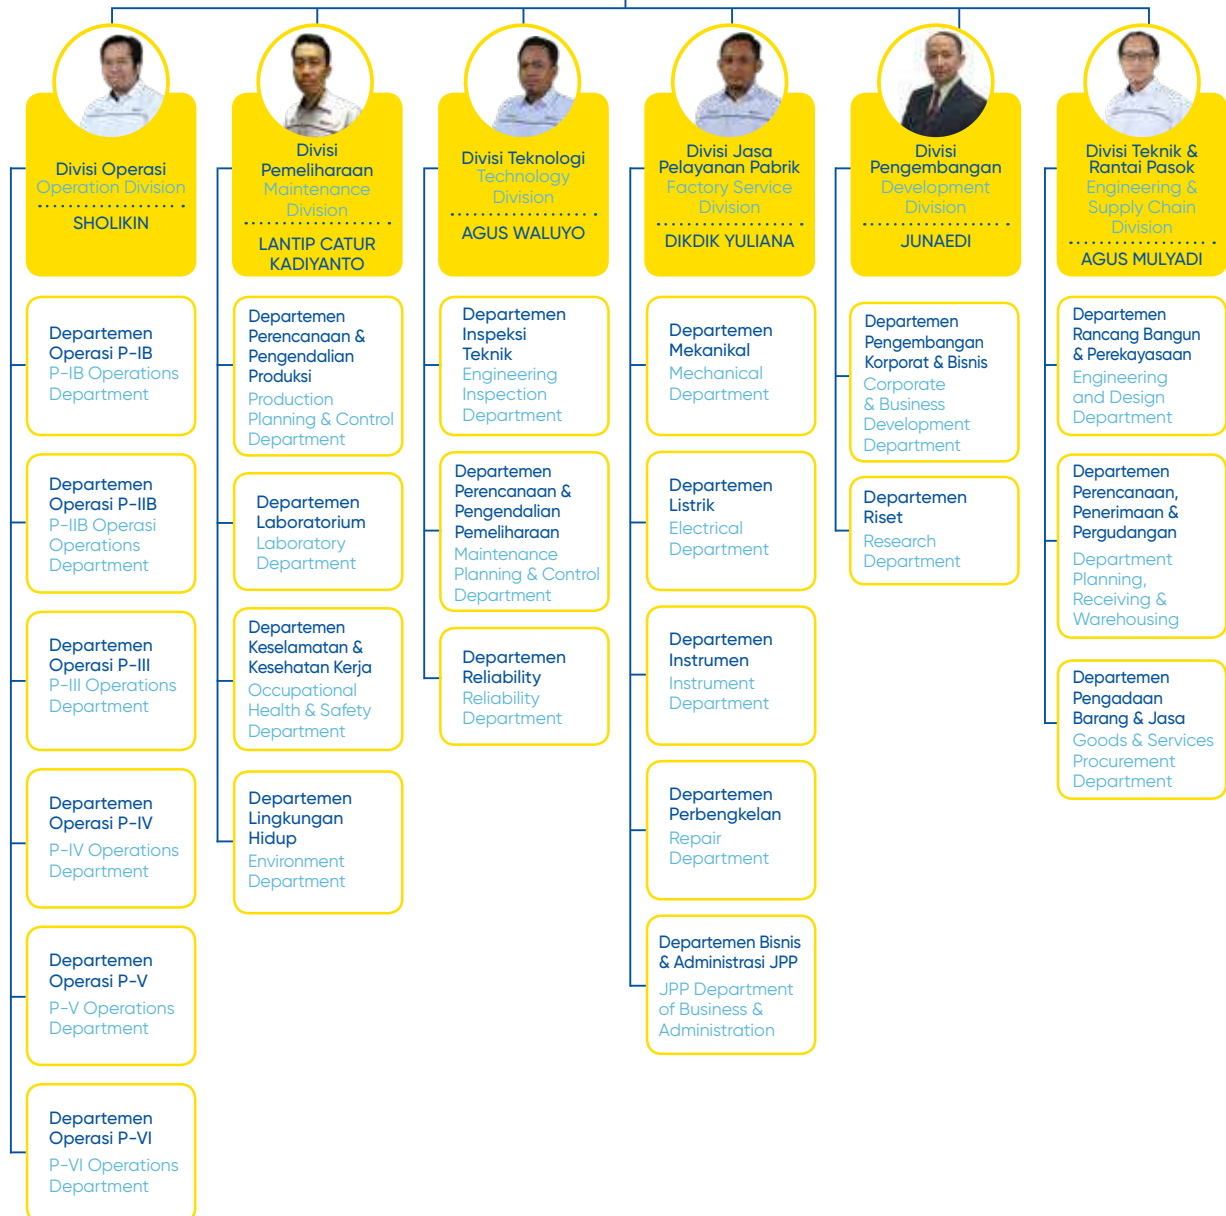 Divisi Operasi
Operation Division
SHOLIKIN
Departemen
Operasi P-IB
P-IB Operations
Department
Departemen
Operasi P-IIB
P-IIB Operasi
Operations
Department
Departemen
Operasi P-III
P-III Operations
Department
Departemen
Operasi P-IV
P-IV Operations
Department
Departemen
Operasi P-V
P-V Operations
Department
Departemen
Operasi P-VI
P-VI Operations
Department
Divisi
Pemeliharaan
Maintenance
Division
LANTIP CATUR
KADIYANTO
Departemen
Perencanaan &
Pengendalian
Produksi
Production
Planning & Control
Department
Departemen
Laboratorium
Laboratory
Department
Departemen
Keselamatan &
Kesehatan Kerja
Occupational
Health & Safety
Department
Departemen
Lingkungan
Hidup
Environment
Department
Divisi Teknologi
Technology
Division
AGUS WALUYO
Departemen
Inspeksi
Teknik
Engineering
Inspection
Department
Departemen
Perencanaan &
Pengendalian
Pemeliharaan
Maintenance
Planning & Control
Department
Departemen
Reliability
Reliability
Department
Divisi Jasa
Pelayanan Pabrik
Factory Service
Division
DIKDIK YULIANA
Departemen
Mekanikal
Mechanical
Department
Departemen
Listrik
Electrical
Department
Departemen
Instrumen
Instrument
Department
Departemen
Perbengkelan
Repair
Department
Departemen Bisnis
& Administrasi JPP
JPP Department
of Business &
Administration
Divisi
Pengembangan
Development
Division
JUNAEDI
Departemen
Pengembangan
Korporat & Bisnis
Corporate
& Business
Development
Department
Departemen
Riset
Research
Department
Divisi Teknik &
Rantai Pasok
Engineering &
Supply Chain
Division
AGUS MULYADI
Departemen
Rancang Bangun
& Perekayasaan
Engineering
and Design
Department
Departemen
Perencanaan,
Penerimaan &
Pergudangan
Department
Planning,
Receiving &
Warehousing
Departemen
Pengadaan
Barang & Jasa
Goods & Services
Procurement
Department